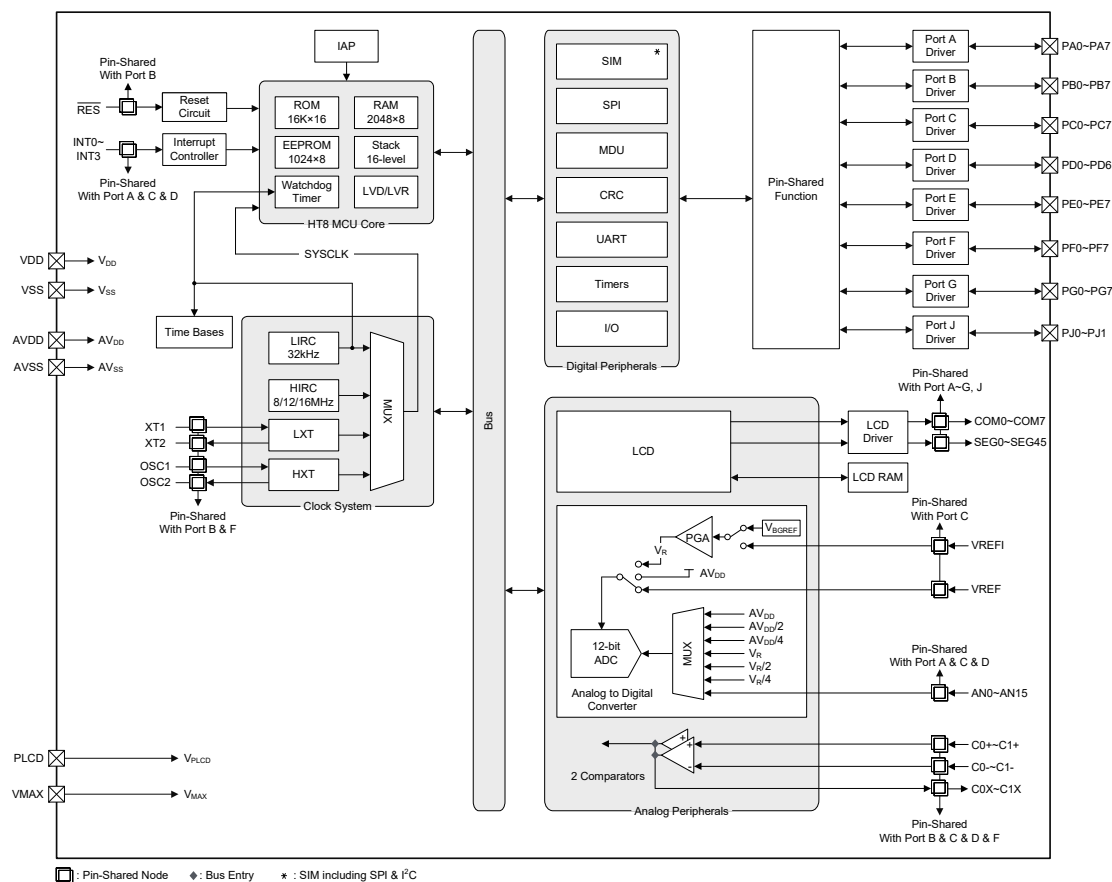 IAP
Pin-Shared
With Port B
RES
Reset
Circuit
INT0~
INT3
Interrupt
Controller
Pin-Shared
With Port A & C & D
ROM
16K×16
RAM
2048×8
EEPROM
1024×8
Stack
16-level
Watchdog
Timer
LVD/LVR
HT8 MCU Core
SYSCLK
VDD
VDD
VSS
VSS
AVDD
AVDD
AVSS
AVSS
Time Bases
LIRC
32kHz
HIRC
8/12/16MHz
LXT
HXT
MUX
Clock System
XT1
XT2
OSC1
OSC2
Pin-Shared
With Port B & F
PLCD
VPLCD
VMAX
VMAX
Bus
SIM
*
SPI
MDU
CRC
UART
Timers
I/O
Digital Peripherals
Pin-Shared
Function
Port A
Driver
PA0~PA7
Port B
Driver
PB0~PB7
Port C
Driver
PC0~PC7
Port D
Driver
PD0~PD6
Port E
Driver
PE0~PE7
Port F
Driver
PF0~PF7
Port G
Driver
PG0~PG7
Port J
Driver
PJ0~PJ1
Pin-Shared
With Port A~G, J
LCD
LCD
Driver
COM0~COM7
SEG0~SEG45
LCD RAM
Pin-Shared
With Port C
PGA
VBGREF
VREFI
VR
AVDD
VREF
12-bit
ADC
MUX
AVDD
AVDD/2
AVDD/4
VR
VR/2
VR/4
Analog to Digital
Converter
Pin-Shared
With Port A & C & D
AN0~AN15
+
+
-
2 Comparators
C0+~C1+
C0-~C1-
C0X~C1X
Analog Peripherals
Pin-Shared
With Port B & C & D & F
: Pin-Shared Node : Bus Entry * : SIM including SPI & I²C